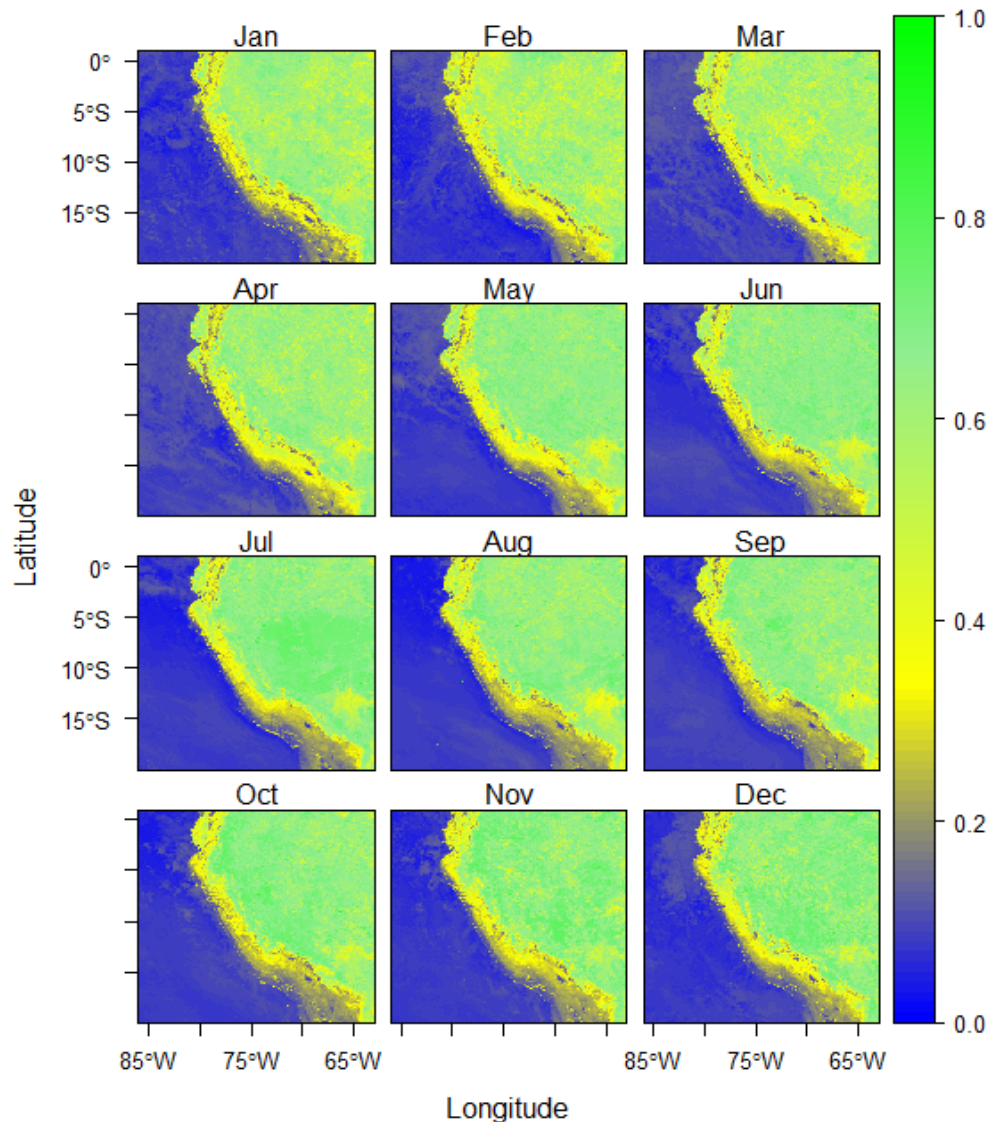 Jan Feb Mar
0°
5°S
10°S
15°S
Apr May Jun
Jul Aug Sep
0°
5°S
10°S
15°S
Oct Nov Dec
85°W 75°W 65°W 85°W 75°W 65°W
Longitude
Latitude
1.0
0.8
0.6
0.4
0.2
0.0